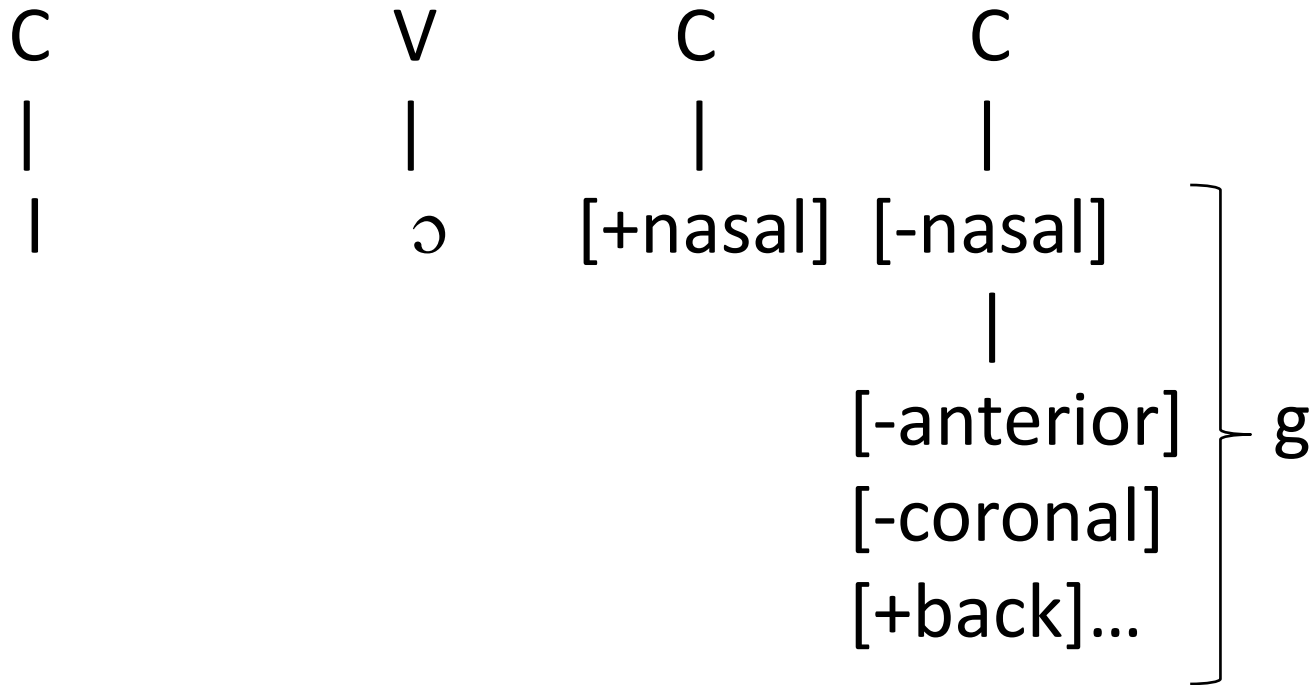 C V C C
l ɔ [+nasal] [-nasal]
[-anterior]
g
[-coronal]
[+back]...